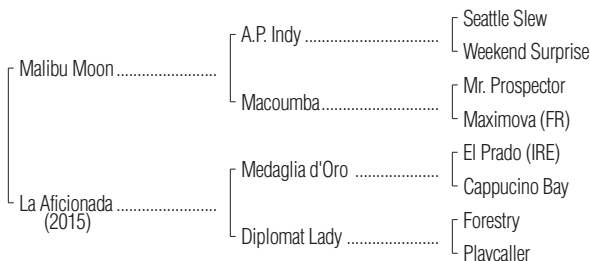 Seattle Slew
A.P. Indy ..............................
Weekend Surprise
Malibu Moon ......................
Mr. Prospector
Macoumba..........................
Maximova (FR)
El Prado (IRE)
Medaglia d'Oro ..................
Cappucino Bay
La Aficionada ......................
(2015)
Forestry
Diplomat Lady ....................
Playcaller